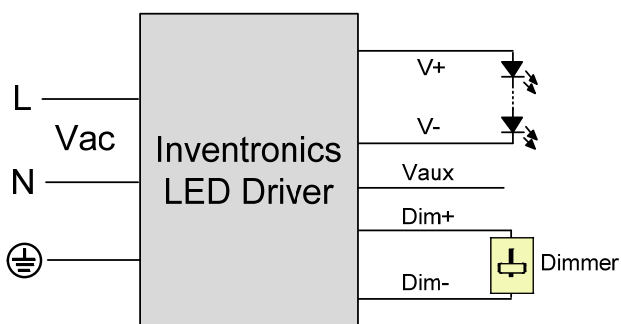 L
Vac
N
Inventronics
LED Driver
V+
V-
Vaux
Dim+
Dim-
Dimmer